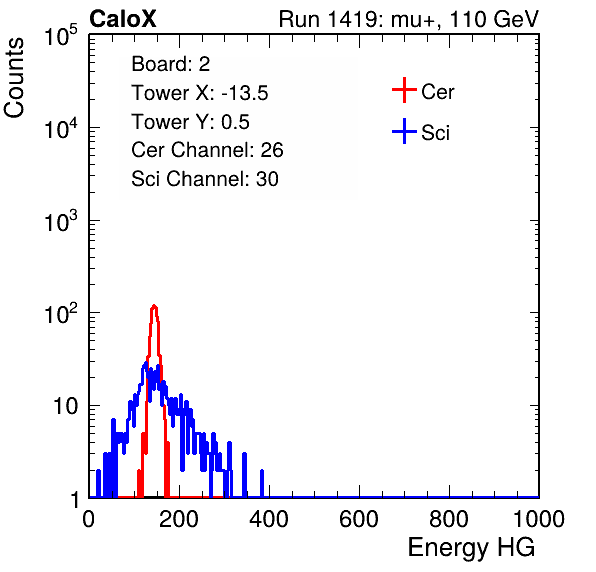 CaloX Run 1419: mu+, 110 GeV
Counts
10^5
10^4
10^3
10^2
10
1
Board: 2
Tower X: -13.5
Tower Y: 0.5
Cer Channel: 26
Sci Channel: 30
Cer
Sci
0 200 400 600 800 1000
Energy HG